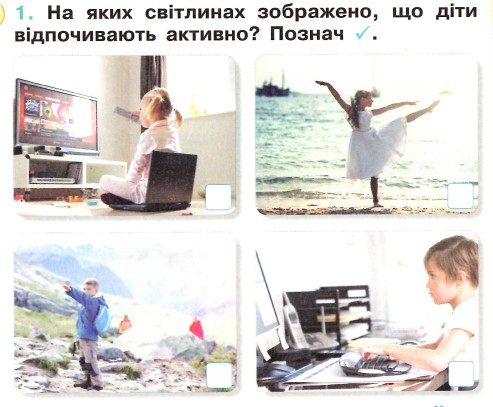 1. На яких світлинах зображено, що діти
відпочивають активно? Познач ✓.